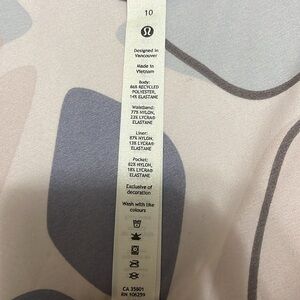 10
Designed in
Vancouver
Made in
Vietnam
Body:
86% RECYCLED
POLYESTER,
14% ELASTANE
Waistband:
77% NYLON,
23% LYCRA®
ELASTANE
Liner:
87% NYLON,
13% LYCRA®
ELASTANE
Pocket:
82% NYLON,
18% LYCRA®
ELASTANE
Exclusive of
decoration
Wash with like
colours
CA 35801
RN 106259